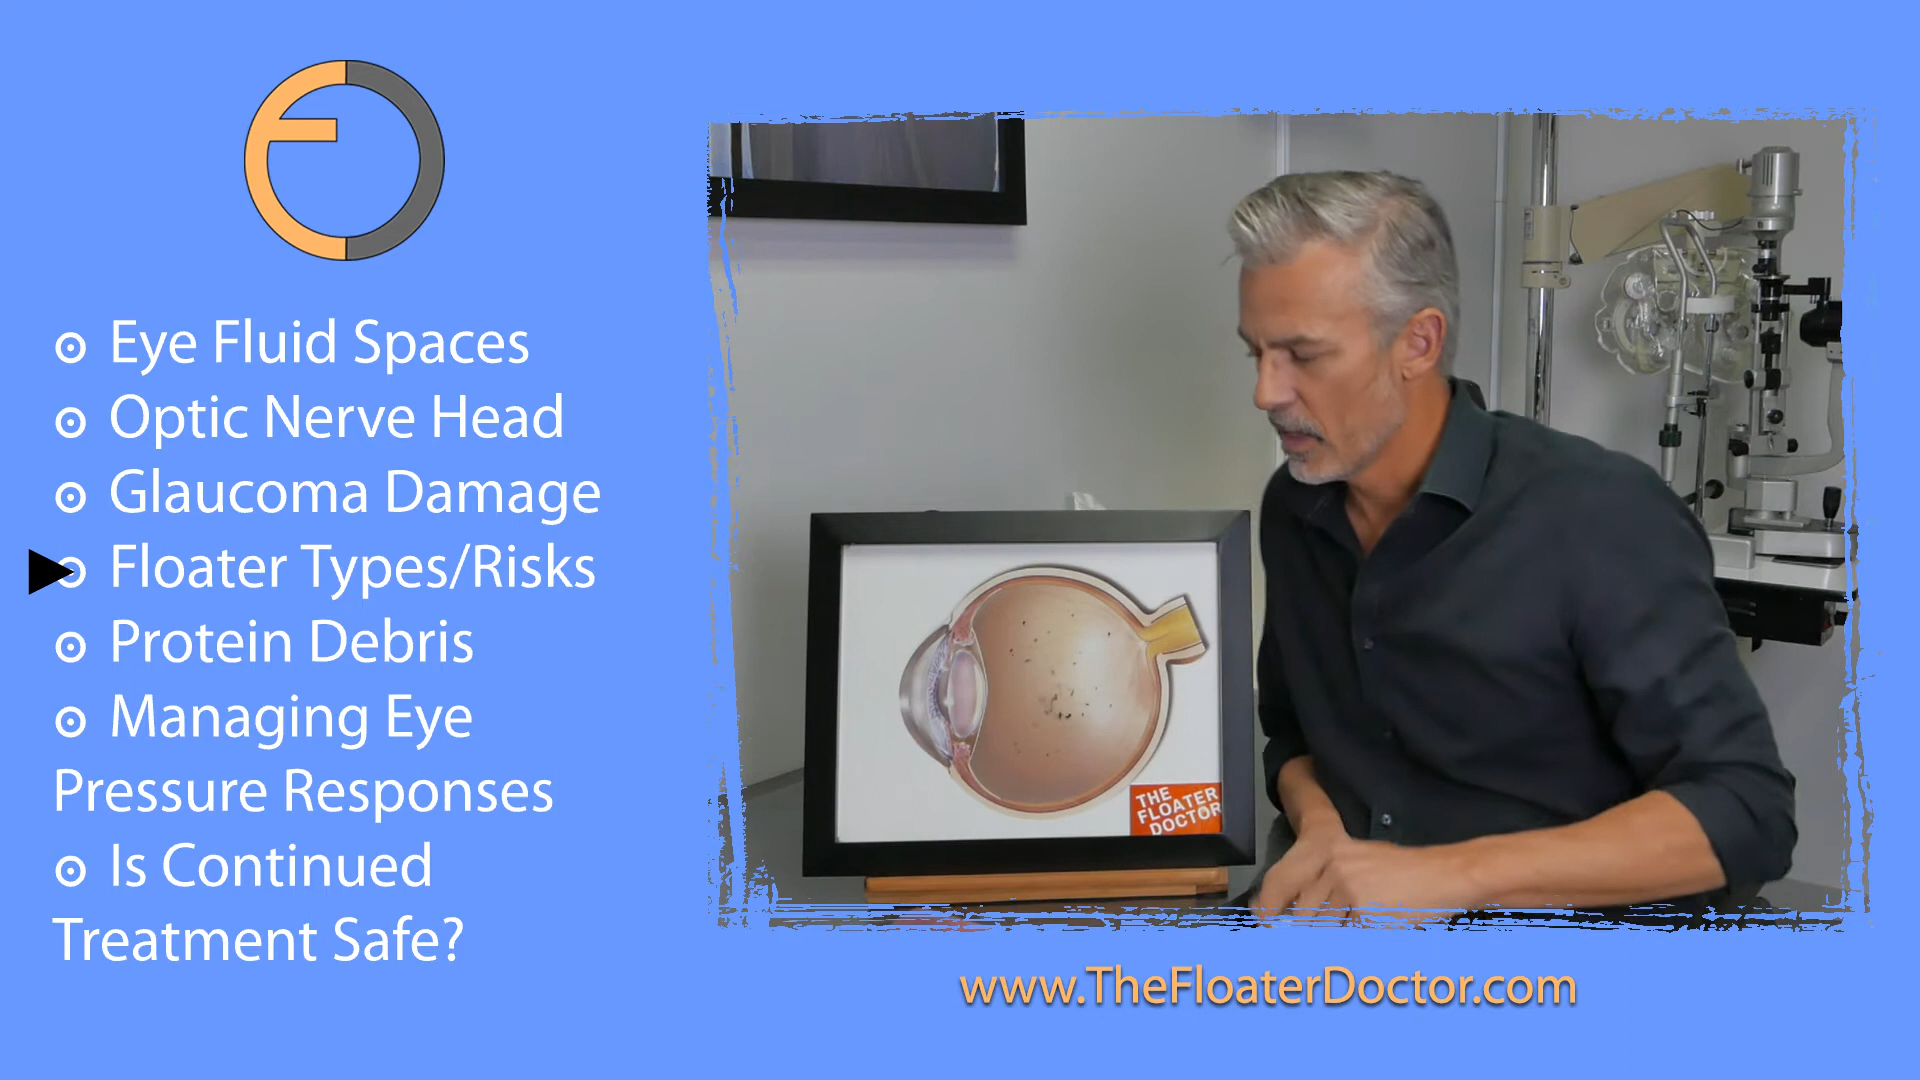 Eye Fluid Spaces
Optic Nerve Head
Glaucoma Damage
Floater Types/Risks
Protein Debris
Managing Eye
Pressure Responses
Is Continued
Treatment Safe?
THE
FLOATER
DOCTOR
www.TheFloaterDoctor.com